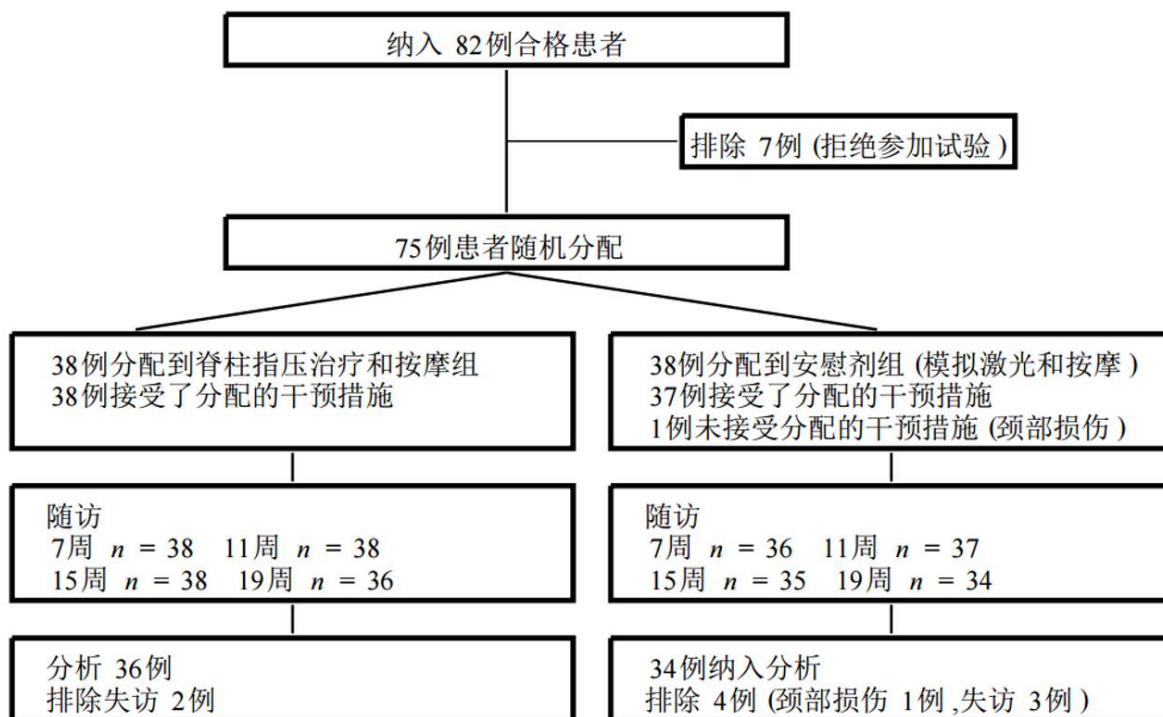 纳入 82例合格患者
排除 7例 (拒绝参加试验 )
75例患者随机分配
38例分配到脊柱指压治疗和按摩组
38例接受了分配的干预措施
38例分配到安慰剂组 (模拟激光和按摩 )
37例接受了分配的干预措施
1例未接受分配的干预措施 (颈部损伤 )
随访
7周 n = 38 11周 n = 38
15周 n = 38 19周 n = 36
随访
7周 n = 36 11周 n = 37
15周 n = 35 19周 n = 34
分析 36例
排除失访 2例
34例纳入分析
排除 4例 (颈部损伤 1例 ,失访 3例 )